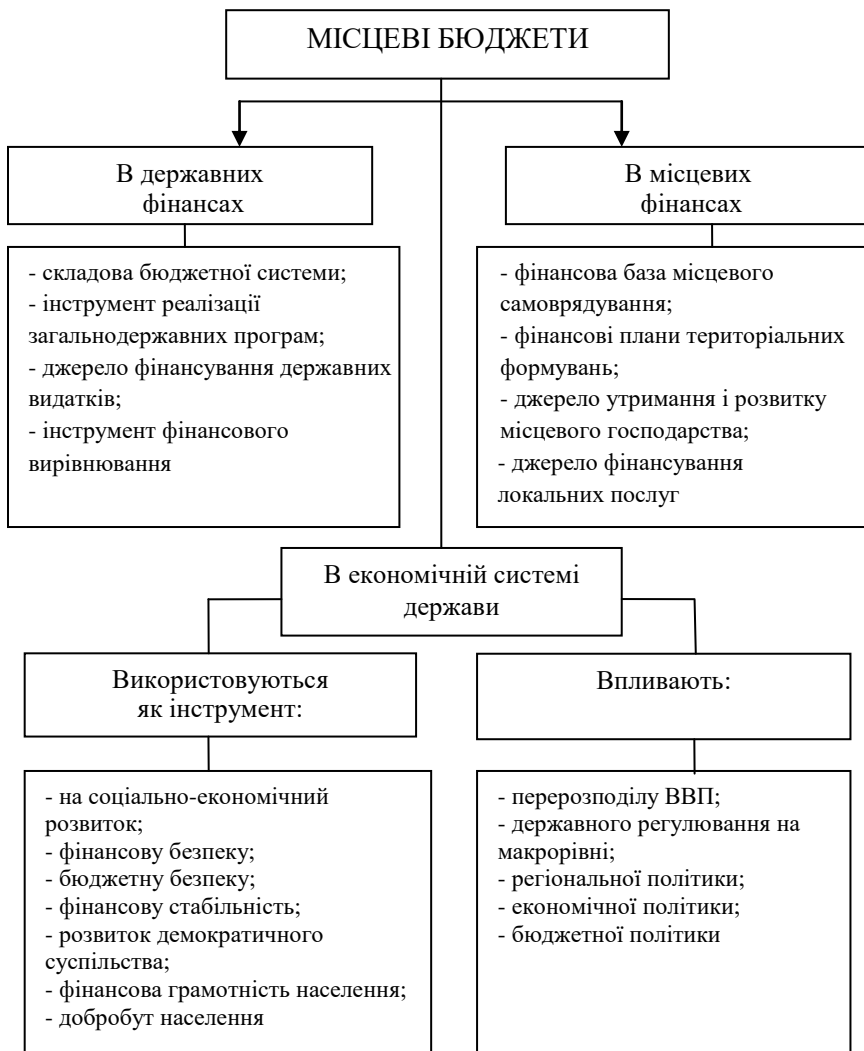 МІСЦЕВІ БЮДЖЕТИ
В державних
фінансах
- складова бюджетної системи;
- інструмент реалізації
загальнодержавних програм;
- джерело фінансування державних
видатків;
- інструмент фінансового
вирівнювання
В місцевих
фінансах
- фінансова база місцевого
самоврядування;
- фінансові плани територіальних
формувань;
- джерело утримання і розвитку
місцевого господарства;
- джерело фінансування
локальних послуг
В економічній системі
держави
Використовуються
як інструмент:
- на соціально-економічний
розвиток;
- фінансову безпеку;
- бюджетну безпеку;
- фінансову стабільність;
- розвиток демократичного
суспільства;
- фінансова грамотність населення;
- добробут населення
Впливають:
- перерозподілу ВВП;
- державного регулювання на
макрорівні;
- регіональної політики;
- економічної політики;
- бюджетної політики